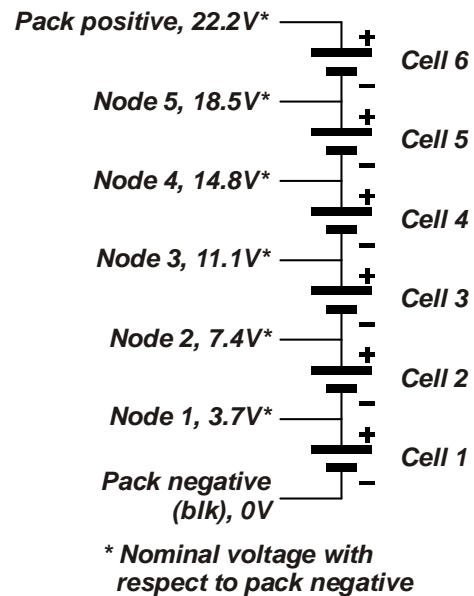 Pack positive, 22.2V*
+
Cell 6
–
Node 5, 18.5V*
+
Cell 5
–
Node 4, 14.8V*
+
Cell 4
–
Node 3, 11.1V*
+
Cell 3
–
Node 2, 7.4V*
+
Cell 2
–
Node 1, 3.7V*
+
Cell 1
–
Pack negative
(blk), 0V
* Nominal voltage with
respect to pack negative